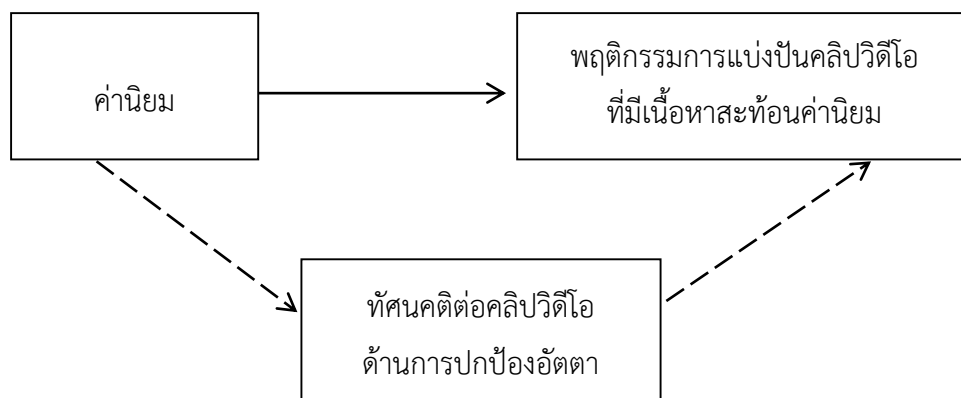 ค่านิยม
พฤติกรรมการแบ่งปันคลิปวิดีโอ
ที่มีเนื้อหาสะท้อนค่านิยม
ทัศนคติต่อคลิปวิดีโอ
ด้านการปกป้องอัตตา